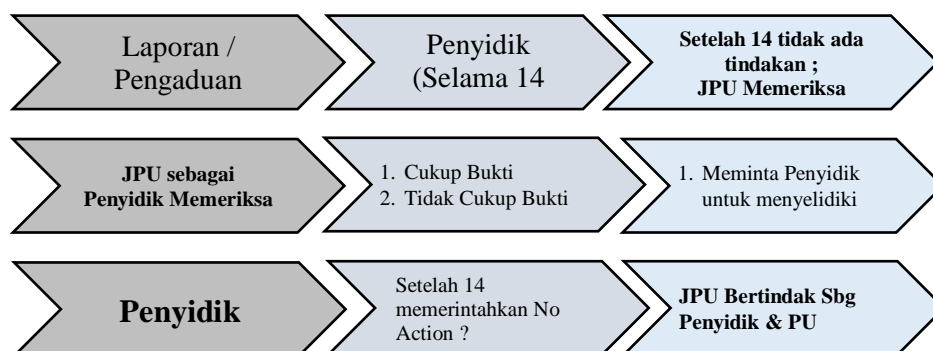 Laporan /
Pengaduan
Penyidik
(Selama 14
Setelah 14 tidak ada
tindakan ;
JPU Memeriksa
JPU sebagai
Penyidik Memeriksa
1. Cukup Bukti
2. Tidak Cukup Bukti
1. Meminta Penyidik
untuk menyelidiki
Penyidik
Setelah 14
memerintahkan No
Action ?
JPU Bertindak Sbg
Penyidik & PU